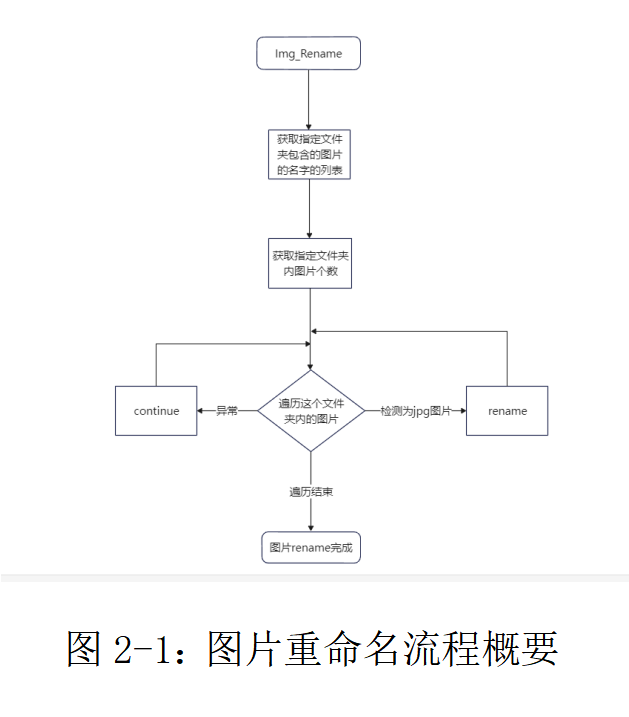 Img_Rename
获取指定文件
夹包含的图片
的名字的列表
获取指定文件夹
内图片个数
continue
异常
遍历这个文件
夹内的图片
检测为jpg图片
rename
遍历结束
图片rename完成
图 2-1：图片重命名流程概要